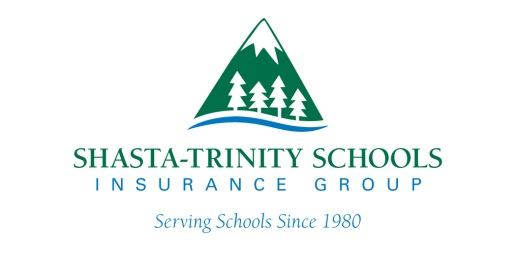 SHASTA-TRINITY SCHOOLS
INSURANCE GROUP
Serving Schools Since 1980